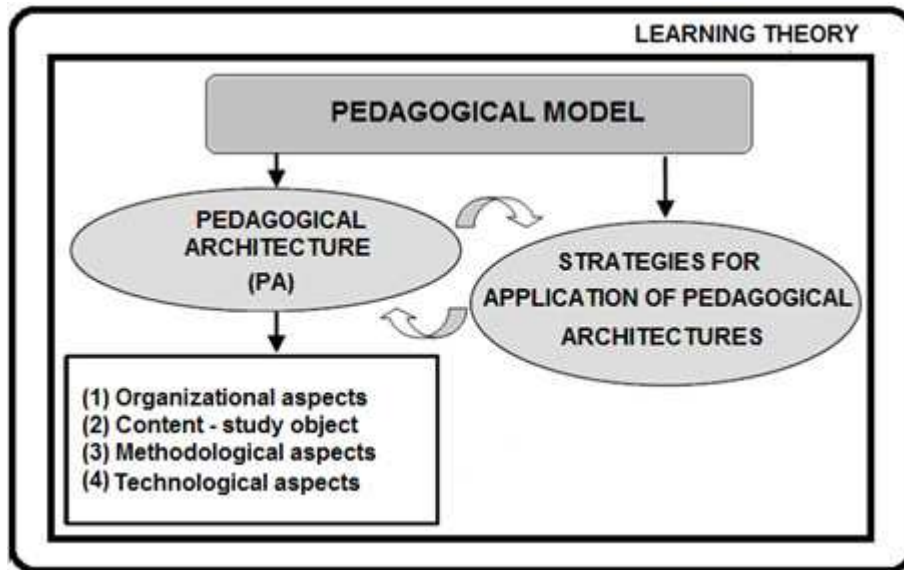 LEARNING THEORY
PEDAGOGICAL MODEL
PEDAGOGICAL
ARCHITECTURE
(PA)
STRATEGIES FOR
APPLICATION OF PEDAGOGICAL
ARCHITECTURES
(1) Organizational aspects
(2) Content - study object
(3) Methodological aspects
(4) Technological aspects